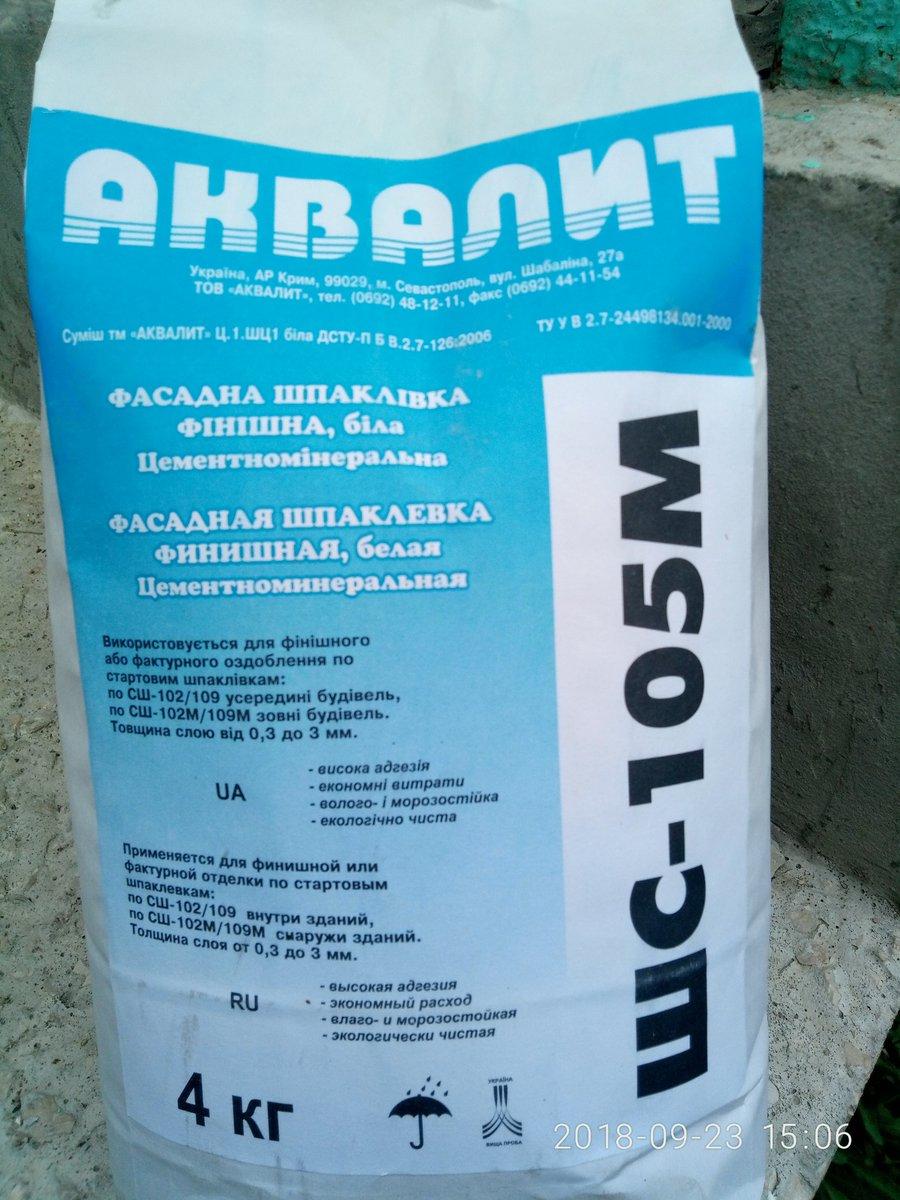 АКВАЛИТ
Україна, АР Крим, 99029, м. Севастополь, вул. Шабаліна, 27а
ТОВ «АКВАЛИТ», тел. (0692) 48-12-11, факс (0692) 44-11-54
Суміш тм «АКВАЛИТ» Ц.1.ШЦ1 біла ДСТУ-П Б В.2.7-126:2006
ТУ У В 2.7-24498134.001-2000
ФАСАДНА ШПАКЛІВКА
ФІНІШНА, біла
Цементномінеральна
ФАСАДНАЯ ШПАКЛЕВКА
ФИНИШНАЯ, белая
Цементноминеральная
ШС-105М
Використовується для фінішного
або фактурного оздоблення по
стартовим шпаклівкам:
по СШ-102/109 усередині будівель,
по СШ-102М/109М зовні будівель.
Товщина слою від 0,3 до 3 мм.
UA
- висока адгезія
- економні витрати
- волого- і морозостійка
- екологічно чиста
Применяется для финишной или
фактурной отделки по стартовым
шпаклевкам:
по СШ-102/109 внутри зданий,
по СШ-102М/109М снаружи зданий.
Толщина слоя от 0,3 до 3 мм.
RU
- высокая адгезия
- экономный расход
- влаго- и морозостойкая
- экологически чистая
4 кг
УКРАЇНА
ВИЩА ПРОБА
2018-09-23 15:06